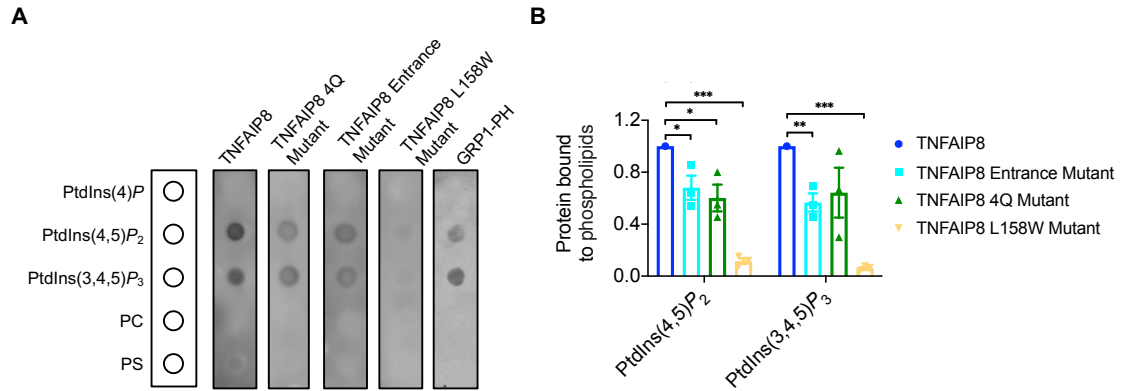 A
TNFAIP8
TNFAIP8 4Q
Mutant
TNFAIP8 Entrance
Mutant
TNFAIP8 L158W
Mutant
GRP1-PH
PtdIns(4)P
PtdIns(4,5)P2
PtdIns(3,4,5)P3
PC
PS
B
***
*
*
***
**
Protein bound
to phospholipids
1.2
0.8
0.4
0.0
PtdIns(4,5)P2
PtdIns(3,4,5)P3
TNFAIP8
TNFAIP8 Entrance Mutant
TNFAIP8 4Q Mutant
TNFAIP8 L158W Mutant